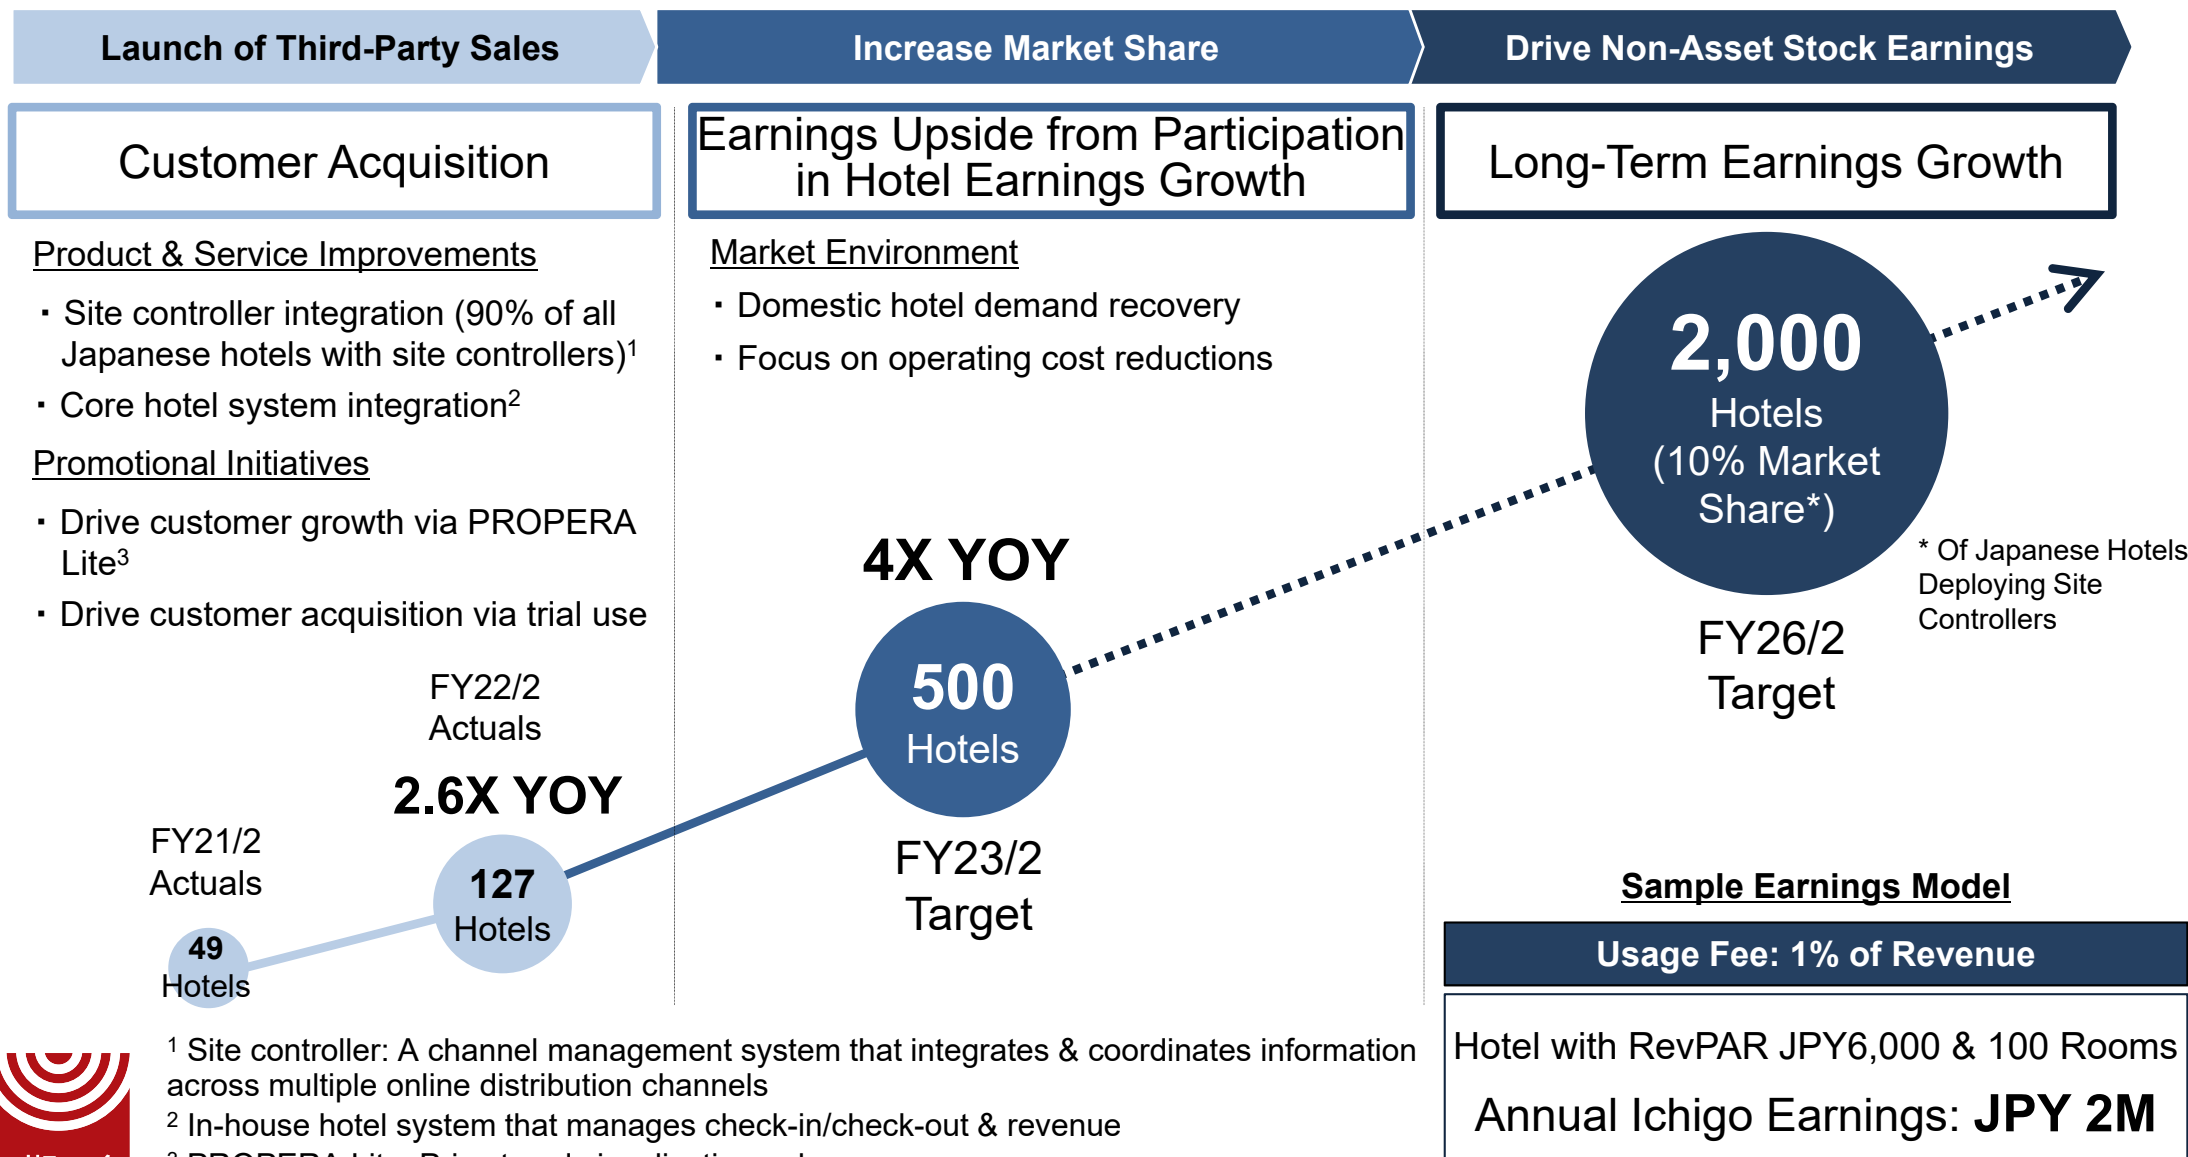 Launch of Third-Party Sales
Increase Market Share
Drive Non-Asset Stock Earnings
Customer Acquisition
Earnings Upside from Participation
in Hotel Earnings Growth
Long-Term Earnings Growth
Product & Service Improvements
・Site controller integration (90% of all
Japanese hotels with site controllers)¹
・Core hotel system integration²
Promotional Initiatives
・Drive customer growth via PROPERA
Lite³
・Drive customer acquisition via trial use
Market Environment
・Domestic hotel demand recovery
・Focus on operating cost reductions
2,000
Hotels
(10% Market
Share*)
* Of Japanese Hotels
Deploying Site
Controllers
FY26/2
Target
4X YOY
500
Hotels
FY23/2
Target
FY22/2
Actuals
2.6X YOY
127
Hotels
FY21/2
Actuals
49
Hotels
Sample Earnings Model
Usage Fee: 1% of Revenue
Hotel with RevPAR JPY6,000 & 100 Rooms
Annual Ichigo Earnings: JPY 2M
¹ Site controller: A channel management system that integrates & coordinates information
across multiple online distribution channels
² In-house hotel system that manages check-in/check-out & revenue